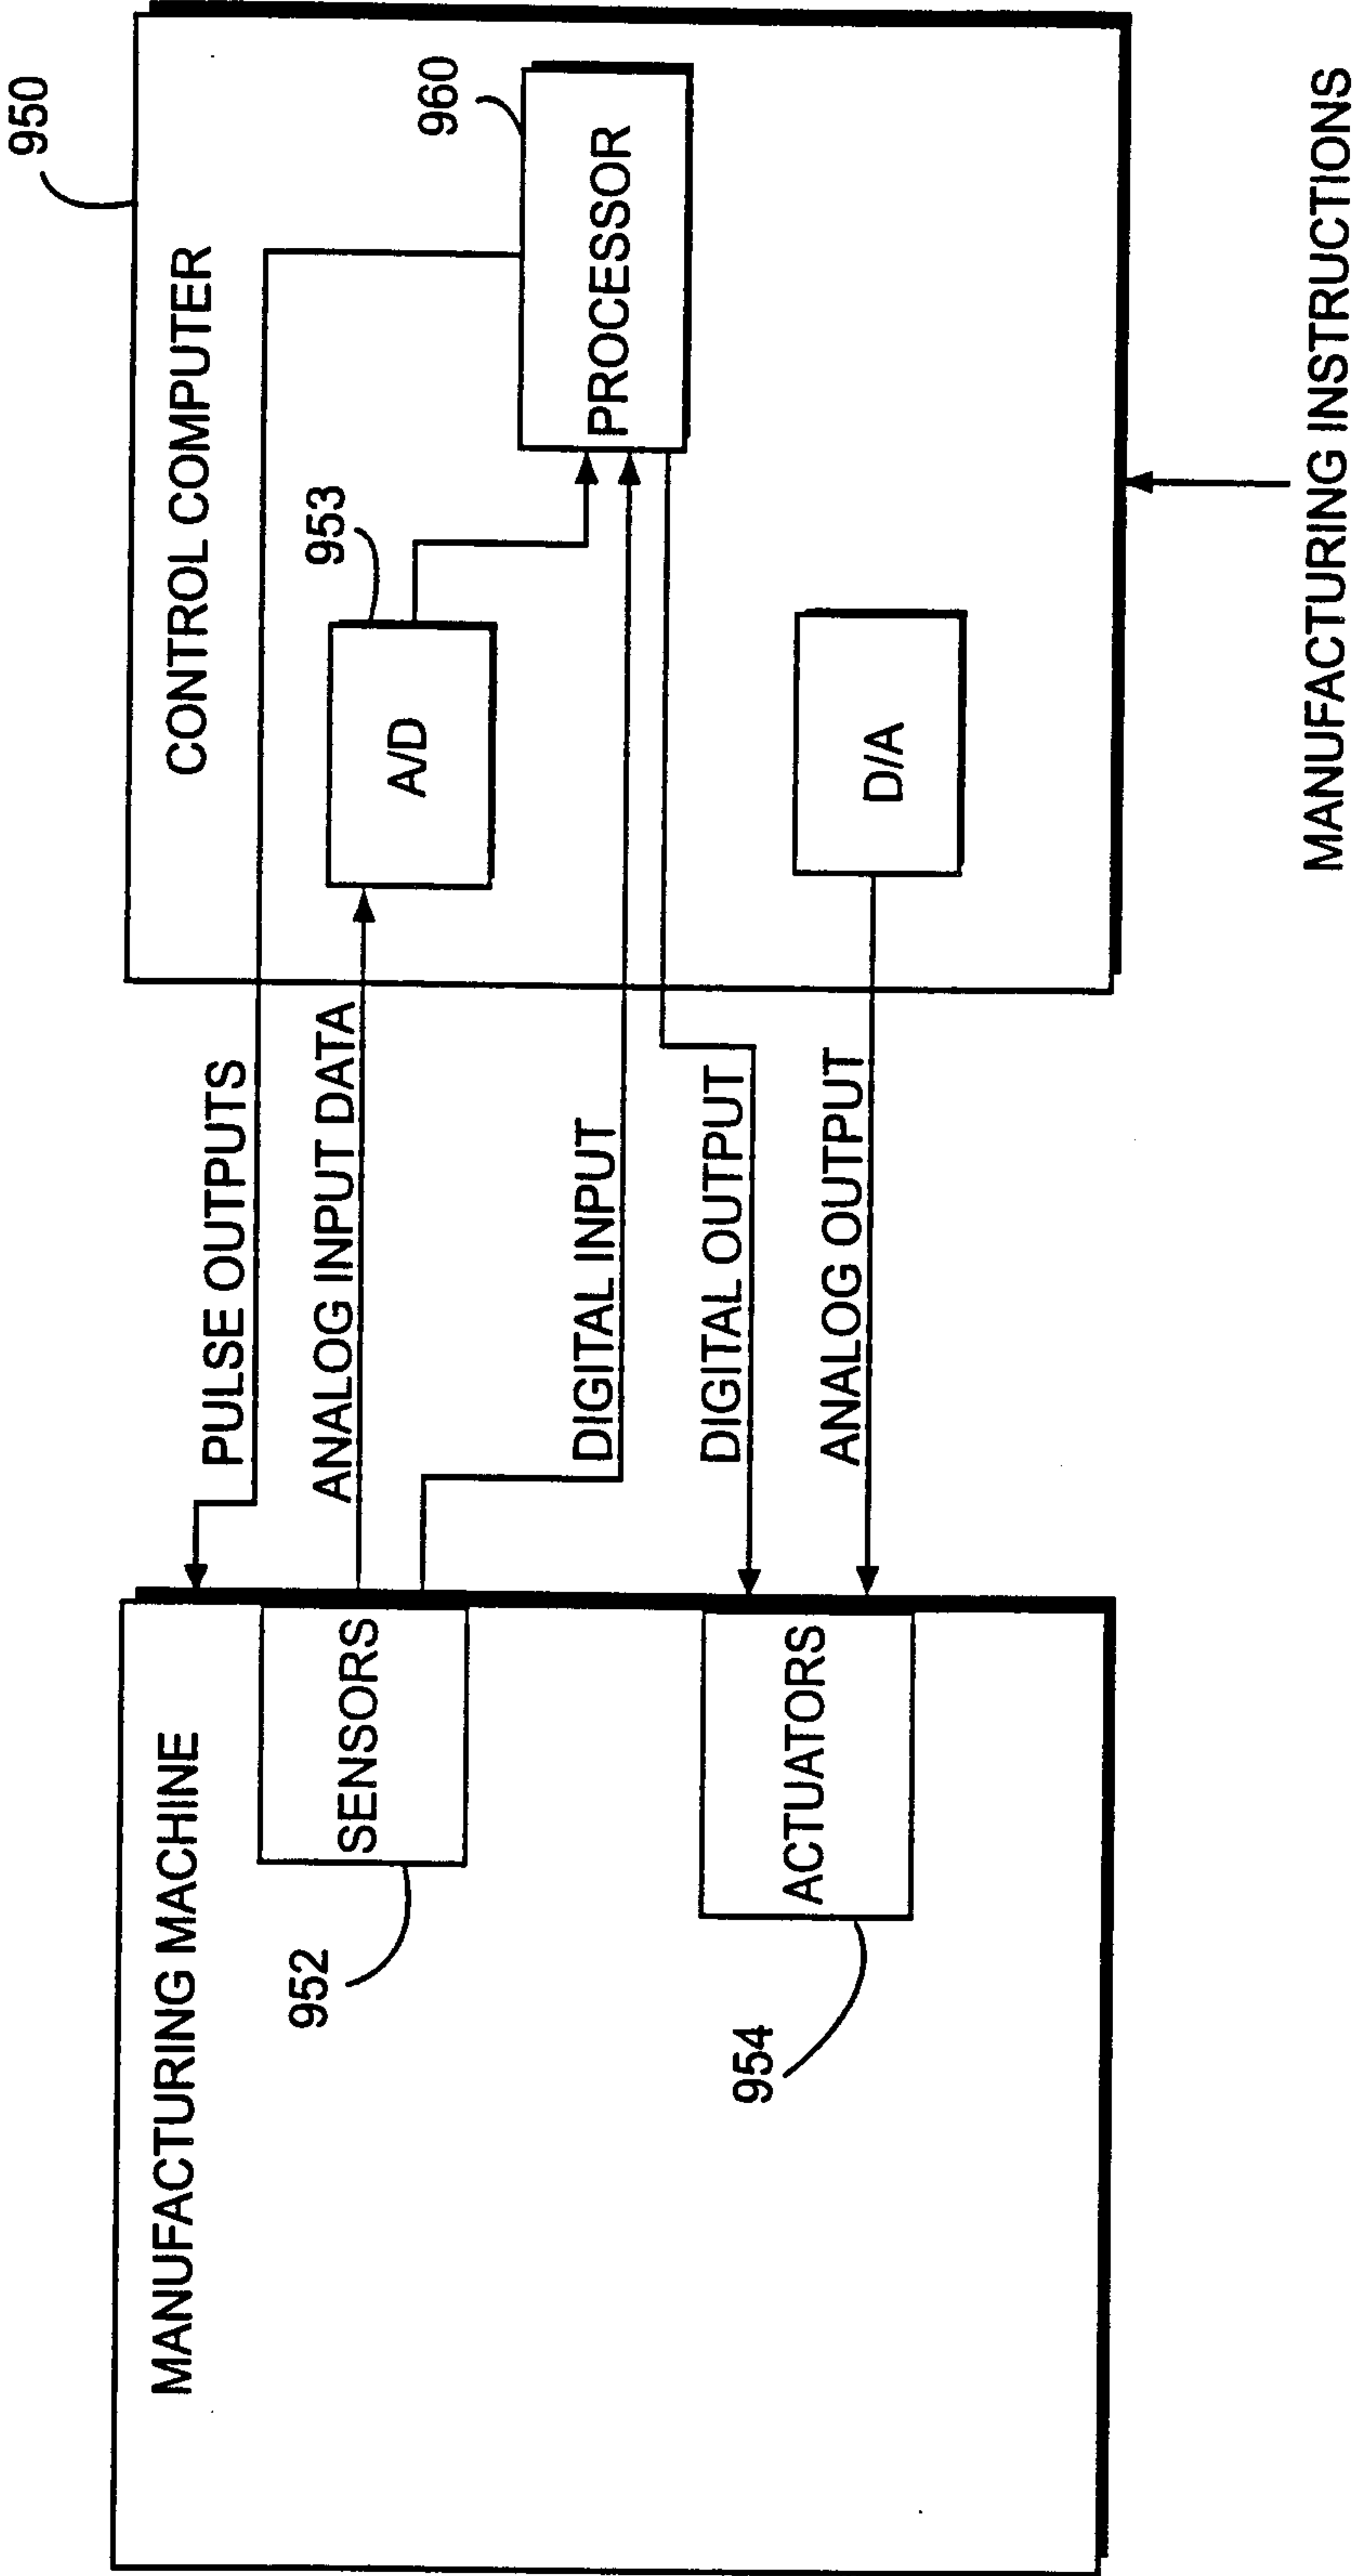 950
CONTROL COMPUTER
960
PROCESSOR
953
A/D
D/A
PULSE OUTPUTS
ANALOG INPUT DATA
DIGITAL INPUT
DIGITAL OUTPUT
ANALOG OUTPUT
MANUFACTURING MACHINE
SENSORS
952
ACTUATORS
954
MANUFACTURING INSTRUCTIONS